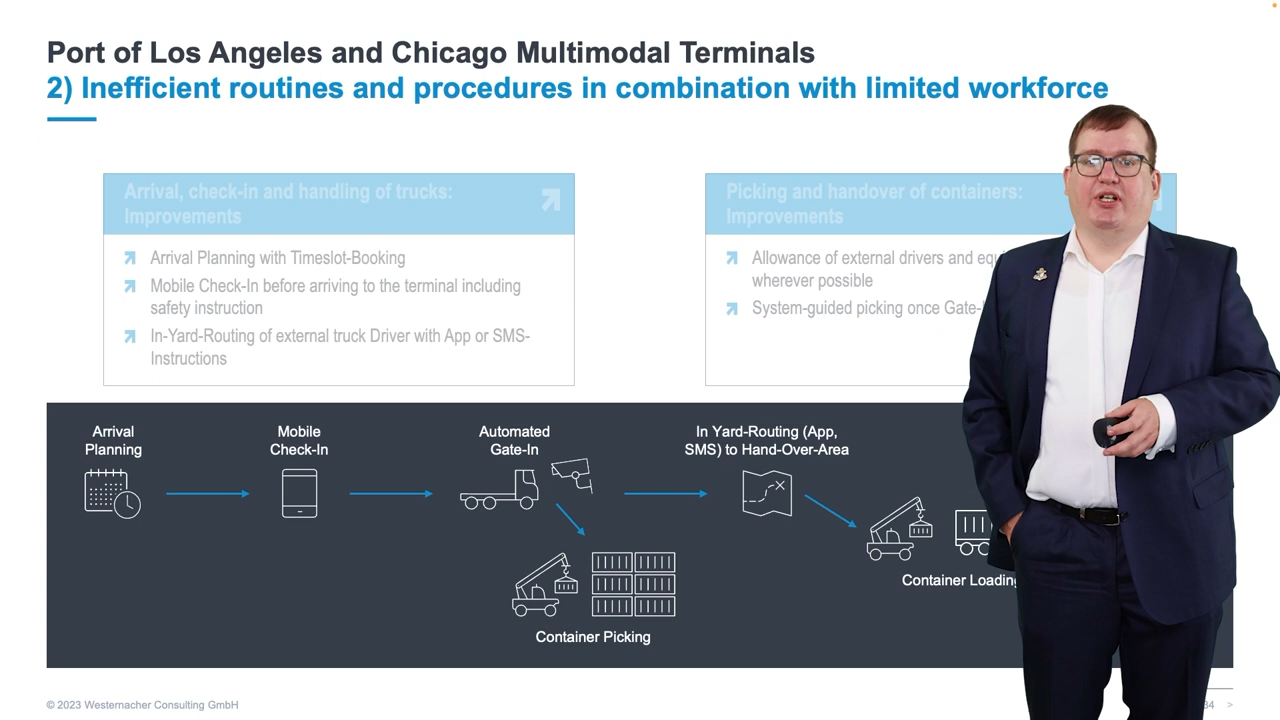 Port of Los Angeles and Chicago Multimodal Terminals
2) Inefficient routines and procedures in combination with limited workforce
Arrival, check-in and handling of trucks:
Improvements
Arrival Planning with Timeslot-Booking
Mobile Check-In before arriving to the terminal including
safety instruction
In-Yard-Routing of external truck Driver with App or SMS-
Instructions
Picking and handover of containers:
Improvements
Allowance of external drivers and
wherever possible
System-guided picking once
Arrival
Planning
Mobile
Check-In
Automated
Gate-In
In Yard-Routing (App,
SMS) to Hand-Over-Area
Container Picking
Container Loading
© 2023 Westernacher Consulting GmbH
34 >